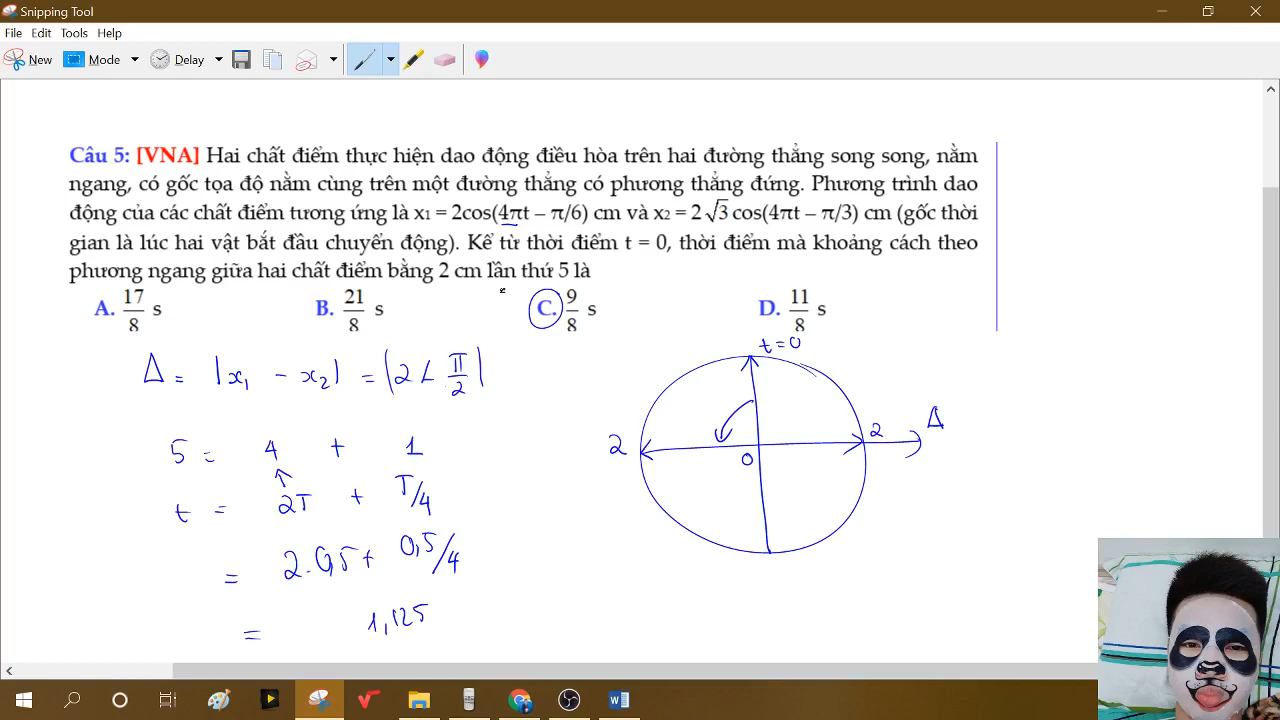 Snipping Tool
File Edit Tools Help
New Mode Delay
Câu 5: [VNA] Hai chất điểm thực hiện dao động điều hòa trên hai đường thẳng song song, nằm
ngang, có gốc tọa độ nằm cùng trên một đường thẳng có phương thẳng đứng. Phương trình dao
động của các chất điểm tương ứng là x₁ = 2cos(4πt – π/6) cm và x₂ = 2√3 cos(4πt – π/3) cm (gốc thời
gian là lúc hai vật bắt đầu chuyển động). Kể từ thời điểm t = 0, thời điểm mà khoảng cách theo
phương ngang giữa hai chất điểm bằng 2 cm lần thứ 5 là
A. 17/8 s B. 21/8 s C. 9/8 s D. 11/8 s
t=0
Δ = |x₁ - x₂| = |2∠π/2|
Δ
2
5 = 4 + 1
2
0
t = 2T + T/4
= 2.0,5 + 0,5/4
= 1,125